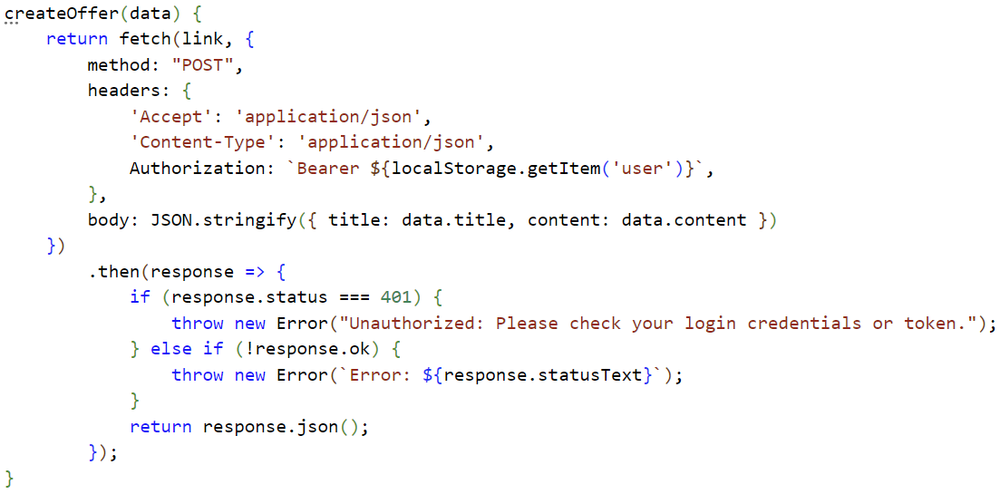 createOffer(data) {
    return fetch(link, {
        method: "POST",
        headers: {
            'Accept': 'application/json',
            'Content-Type': 'application/json',
            Authorization: `Bearer ${localStorage.getItem('user')}`,
        },
        body: JSON.stringify({ title: data.title, content: data.content })
    })
        .then(response => {
            if (response.status === 401) {
                throw new Error("Unauthorized: Please check your login credentials or token.");
            } else if (!response.ok) {
                throw new Error(`Error: ${response.statusText}`);
            }
            return response.json();
        });
}